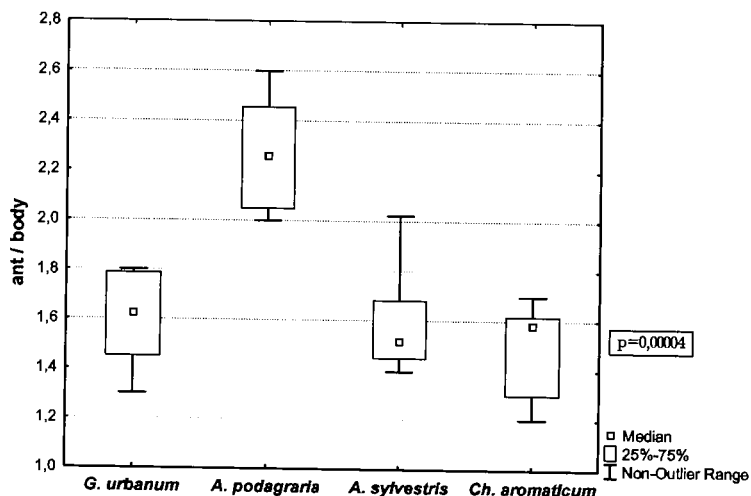 2,8
2,6
2,4
2,2
2,0
1,8
1,6
1,4
1,2
1,0
ant / body
G. urbanum
A. podagraria
A. sylvestris
Ch. aromaticum
p=0,00004
Median
25%-75%
Non-Outlier Range